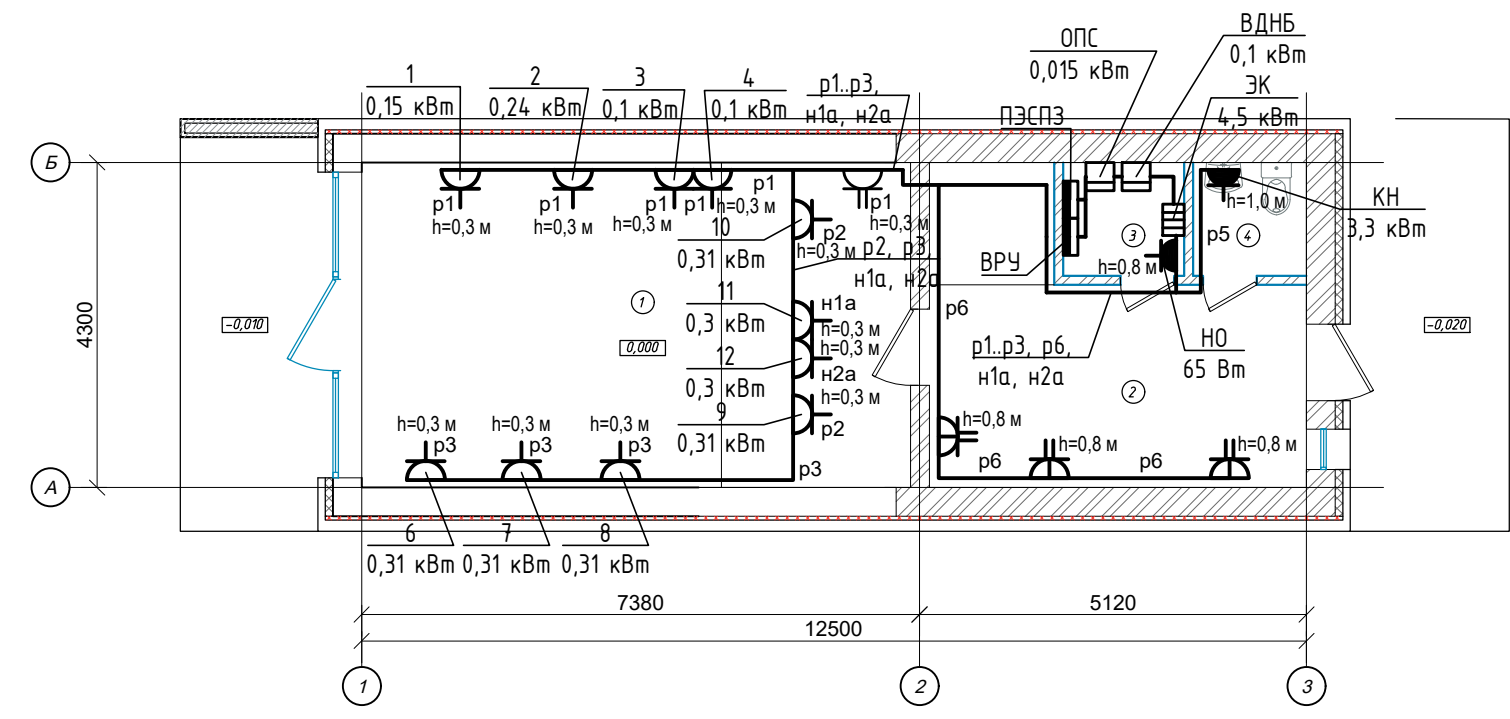 ОПС
0,015 кВт
ВДНБ
0,1 кВт
ЭК
4,5 кВт
1
0,15 кВт
2
0,24 кВт
3
0,1 кВт
4
0,1 кВт
р1..р3,
н1а, н2а
ПЭСПЗ
Б
р1
h=0,3 м
р1
h=0,3 м
р1
h=0,3 м
р1
h=0,3 м
р1
р1
h=0,3 м
h=1,0 м
КН
3,3 кВт
10
0,31 кВт
р2
h=0,3 м
р2, р3,
н1а, н2а
ВРУ
3
h=0,8 м
р5
4
4300
-0,010
1
0,000
11
0,3 кВт
н1а
h=0,3 м
12
0,3 кВт
h=0,3 м
н2а
9
0,31 кВт
h=0,3 м
р2
р6
р1..р3, р6,
н1а, н2а
НО
65 Вт
2
-0,020
h=0,3 м
р3
h=0,3 м
р3
h=0,3 м
р3
р3
h=0,8 м
р6
h=0,8 м
р6
h=0,8 м
А
6
0,31 кВт
7
0,31 кВт
8
0,31 кВт
7380
5120
12500
1
2
3